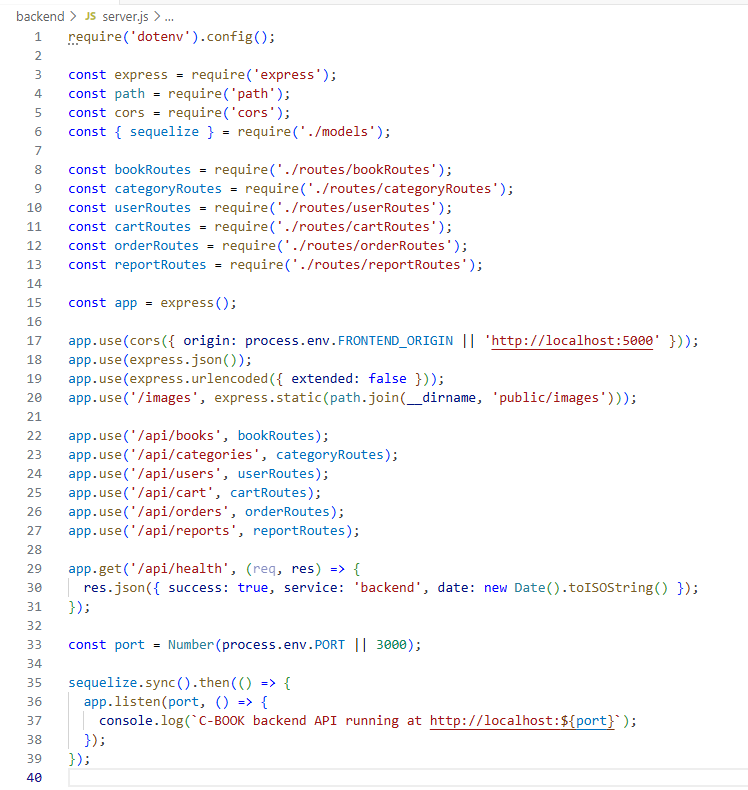 backend > JS server.js > ...
1 require('dotenv').config();
2
3 const express = require('express');
4 const path = require('path');
5 const cors = require('cors');
6 const { sequelize } = require('./models');
7
8 const bookRoutes = require('./routes/bookRoutes');
9 const categoryRoutes = require('./routes/categoryRoutes');
10 const userRoutes = require('./routes/userRoutes');
11 const cartRoutes = require('./routes/cartRoutes');
12 const orderRoutes = require('./routes/orderRoutes');
13 const reportRoutes = require('./routes/reportRoutes');
14
15 const app = express();
16
17 app.use(cors({ origin: process.env.FRONTEND_ORIGIN || 'http://localhost:5000' }));
18 app.use(express.json());
19 app.use(express.urlencoded({ extended: false }));
20 app.use('/images', express.static(path.join(__dirname, 'public/images')));
21
22 app.use('/api/books', bookRoutes);
23 app.use('/api/categories', categoryRoutes);
24 app.use('/api/users', userRoutes);
25 app.use('/api/cart', cartRoutes);
26 app.use('/api/orders', orderRoutes);
27 app.use('/api/reports', reportRoutes);
28
29 app.get('/api/health', (req, res) => {
30   res.json({ success: true, service: 'backend', date: new Date().toISOString() });
31 });
32
33 const port = Number(process.env.PORT || 3000);
34
35 sequelize.sync().then(() => {
36   app.listen(port, () => {
37     console.log(`C-BOOK backend API running at http://localhost:${port}`);
38   });
39 });
40